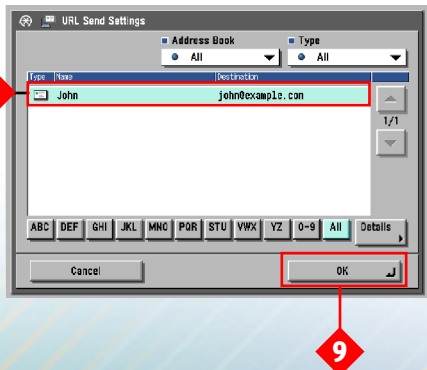 URL Send Settings
Address Book Type
All All
Type Name Destination
John john@example.com
1/1
ABC DEF GHI JKL MNO PQR STU VWX YZ 0-9 All Details
Cancel OK
9